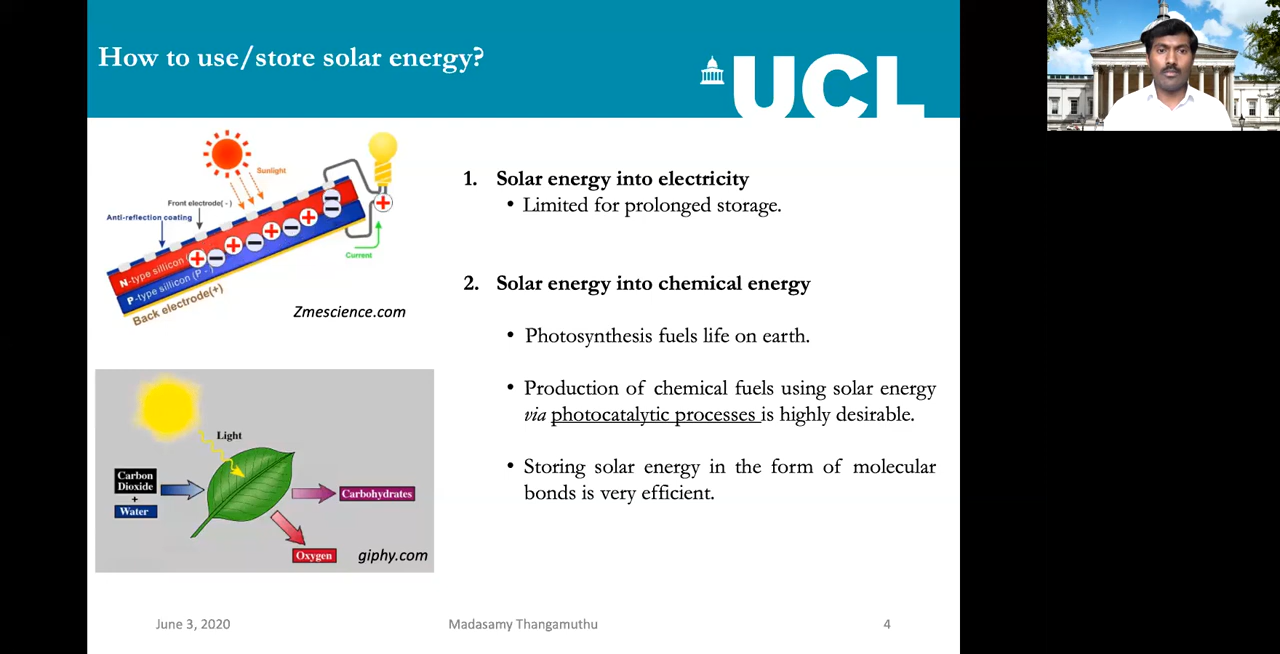 How to use/store solar energy?
UCL
Sunlight
Front electrode( - )
Anti-reflection coating
Current
N-type silicon (
P-type silicon (P - )
Back electrode(+)
Zmescience.com
1. Solar energy into electricity
• Limited for prolonged storage.
2. Solar energy into chemical energy
• Photosynthesis fuels life on earth.
• Production of chemical fuels using solar energy
via photocatalytic processes is highly desirable.
• Storing solar energy in the form of molecular
bonds is very efficient.
Light
Carbon
Dioxide
+
Water
Carbohydrates
Oxygen
giphy.com
June 3, 2020
Madasamy Thangamuthu
4